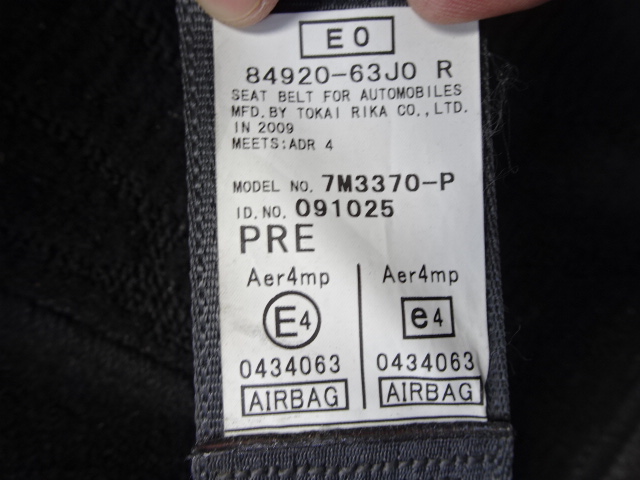 E0
84920-63J0 R
SEAT BELT FOR AUTOMOBILES
MFD.BY TOKAI RIKA CO.,LTD.
IN 2009
MEETS:ADR 4
MODEL NO. 7M3370-P
ID.NO. 091025
PRE
Aer4mp Aer4mp
E4 e4
0434063 0434063
AIRBAG AIRBAG